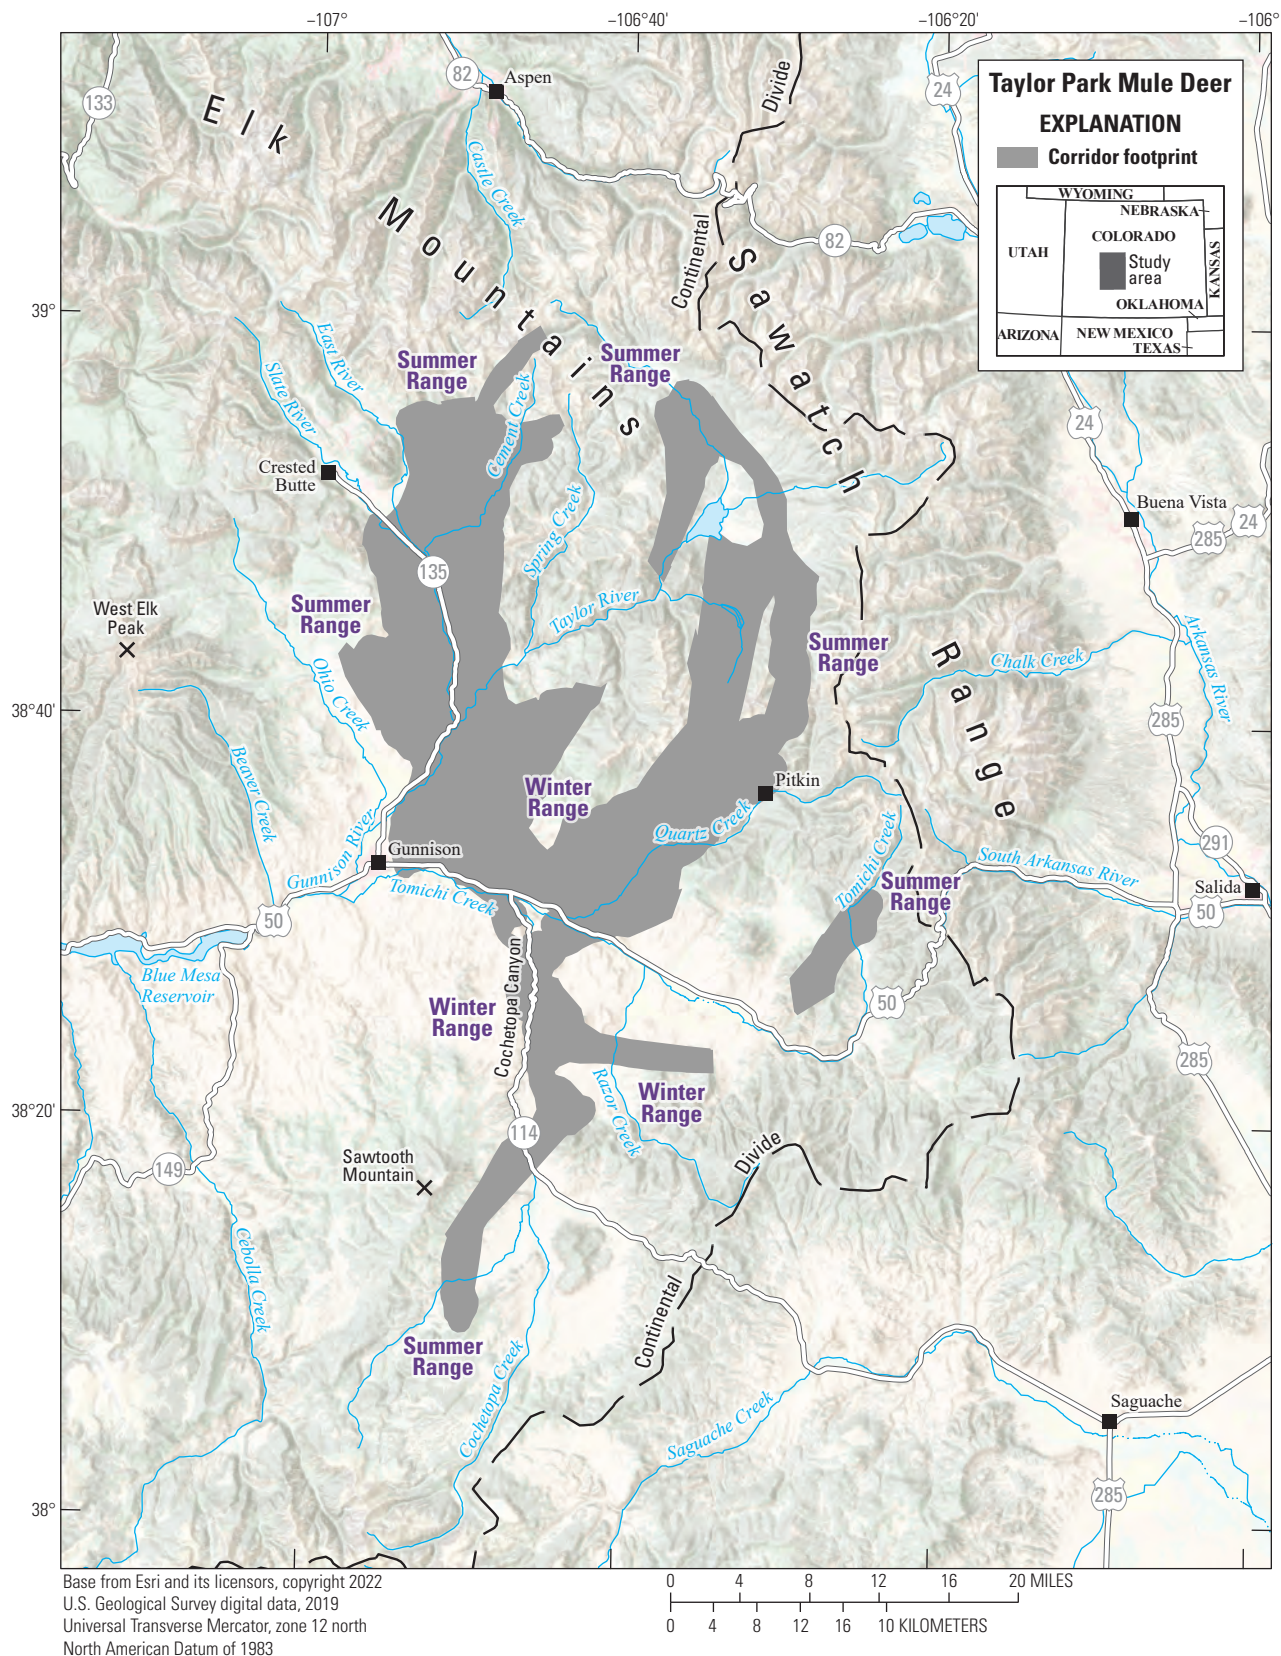 −107°
−106°40'
−106°20'
−106°
39°
38°40'
38°20'
38°
Taylor Park Mule Deer
EXPLANATION
Corridor footprint
WYOMING
NEBRASKA
UTAH
COLORADO
KANSAS
Study
area
OKLAHOMA
ARIZONA
NEW MEXICO
TEXAS
133
82
Aspen
24
Divide
Elk
Mountains
Castle Creek
Continental
82
Sawatch
Range
East River
Slate River
Summer
Range
Summer
Range
Cement Creek
24
Crested
Butte
Buena Vista
24
285
Spring Creek
135
West Elk
Peak
Summer
Range
Taylor River
Summer
Range
Arkansas River
Chalk Creek
Ohio Creek
285
Beaver Creek
Winter
Range
Pitkin
Quartz Creek
Tomichi Creek
291
Gunnison River
Gunnison
Tomichi Creek
South Arkansas River
Summer
Range
Salida
50
50
Blue Mesa
Reservoir
Cochetopa Canyon
Winter
Range
50
285
Razor Creek
Winter
Range
114
149
Sawtooth
Mountain
Divide
Cebolla Creek
Continental
Summer
Range
Cochetopa Creek
Saguache Creek
Saguache
285
Base from Esri and its licensors, copyright 2022
U.S. Geological Survey digital data, 2019
Universal Transverse Mercator, zone 12 north
North American Datum of 1983
0 4 8 12 16 20 MILES
0 4 8 12 16 10 KILOMETERS